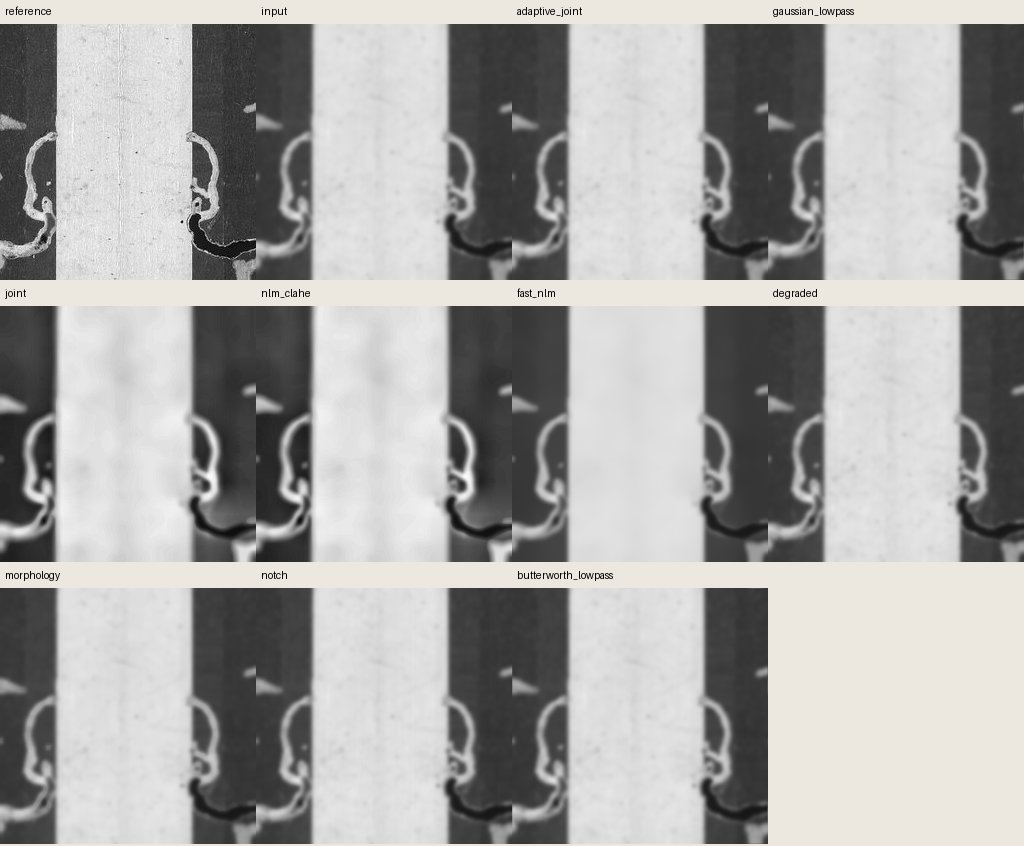 reference
input
adaptive_joint
gaussian_lowpass
joint
nlm_clahe
fast_nlm
degraded
morphology
notch
butterworth_lowpass